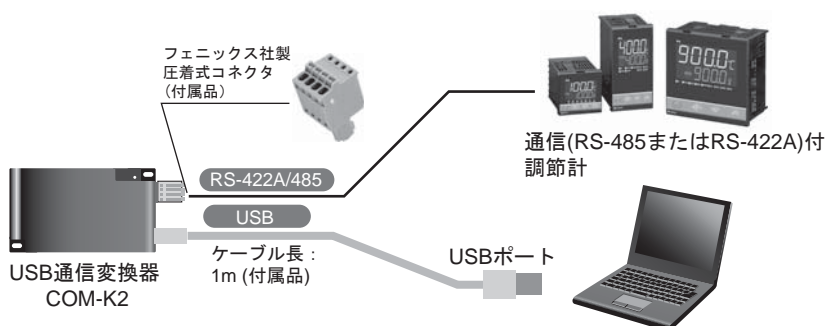 フェニックス社製
圧着式コネクタ
（付属品）
通信(RS-485またはRS-422A)付
調節計
RS-422A/485
USB
ケーブル長：
1m (付属品)
USBポート
USB通信変換器
COM-K2